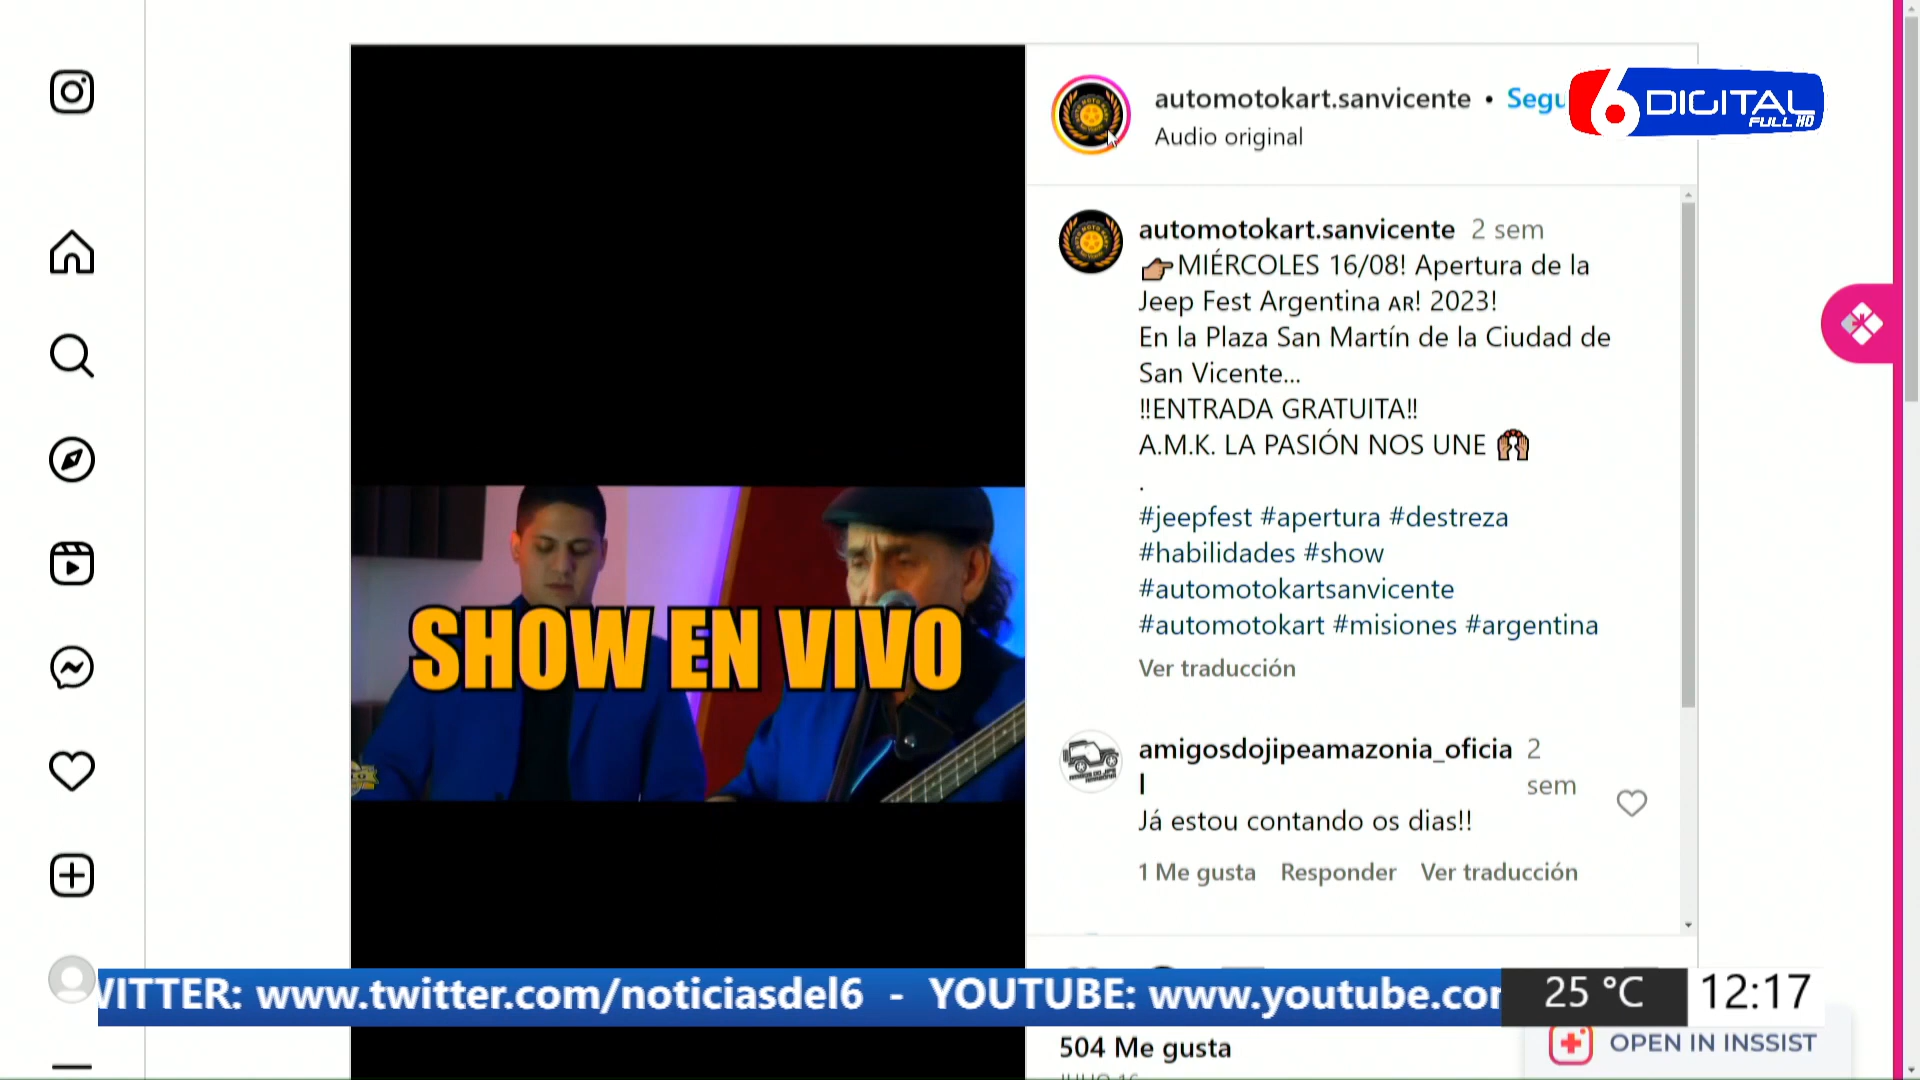 automotokart.sanvicente • Segu
6 DIGITAL
FULL HD
Audio original
automotokart.sanvicente 2 sem
👉MIÉRCOLES 16/08! Apertura de la
Jeep Fest Argentina AR! 2023!
En la Plaza San Martín de la Ciudad de
San Vicente...
‼ENTRADA GRATUITA‼
A.M.K. LA PASIÓN NOS UNE 🙌
.
#jeepfest #apertura #destreza
#habilidades #show
#automotokartsanvicente
#automotokart #misiones #argentina
Ver traducción
SHOW EN VIVO
amigosdojipeamazonia_oficia 2
l sem
Já estou contando os dias!!
1 Me gusta Responder Ver traducción
WITTER: www.twitter.com/noticiasdel6 - YOUTUBE: www.youtube.com
25 °C
12:17
504 Me gusta
OPEN IN INSSIST